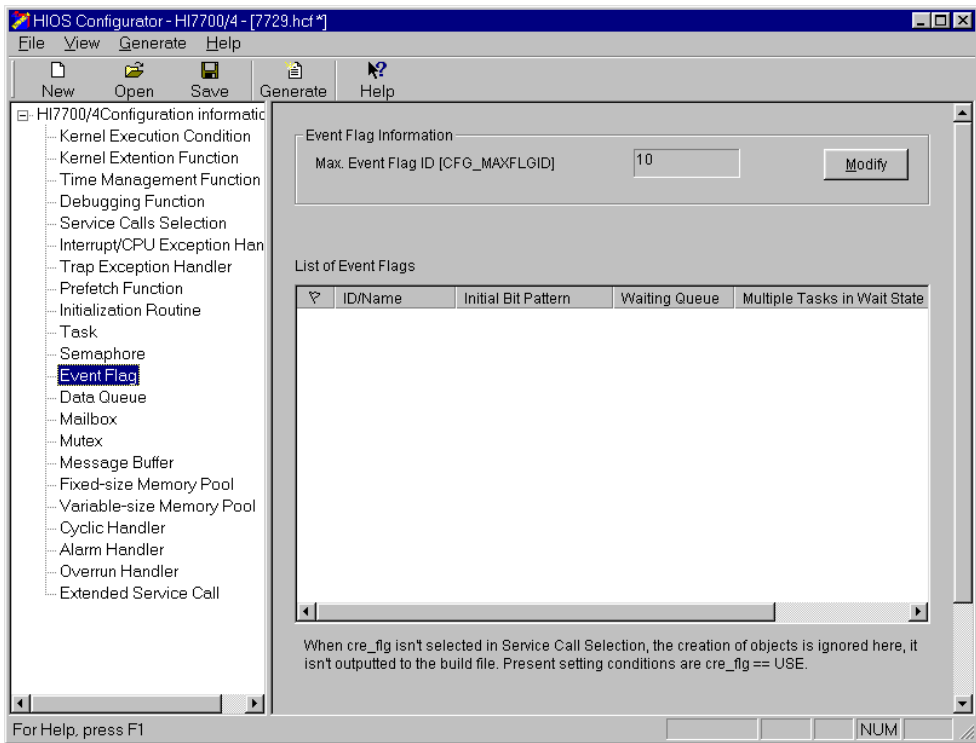 HIOS Configurator - HI7700/4 - [7729.hcf *]
File View Generate Help
New Open Save Generate Help
HI7700/4Configuration informatic
Kernel Execution Condition
Kernel Extention Function
Time Management Function
Debugging Function
Service Calls Selection
Interrupt/CPU Exception Han
Trap Exception Handler
Prefetch Function
Initialization Routine
Task
Semaphore
Event Flag
Data Queue
Mailbox
Mutex
Message Buffer
Fixed-size Memory Pool
Variable-size Memory Pool
Cyclic Handler
Alarm Handler
Overrun Handler
Extended Service Call
Event Flag Information
Max. Event Flag ID [CFG_MAXFLGID] 10 Modify
List of Event Flags
ID/Name Initial Bit Pattern Waiting Queue Multiple Tasks in Wait State
When cre_flg isn't selected in Service Call Selection, the creation of objects is ignored here, it
isn't outputted to the build file. Present setting conditions are cre_flg == USE.
For Help, press F1 NUM